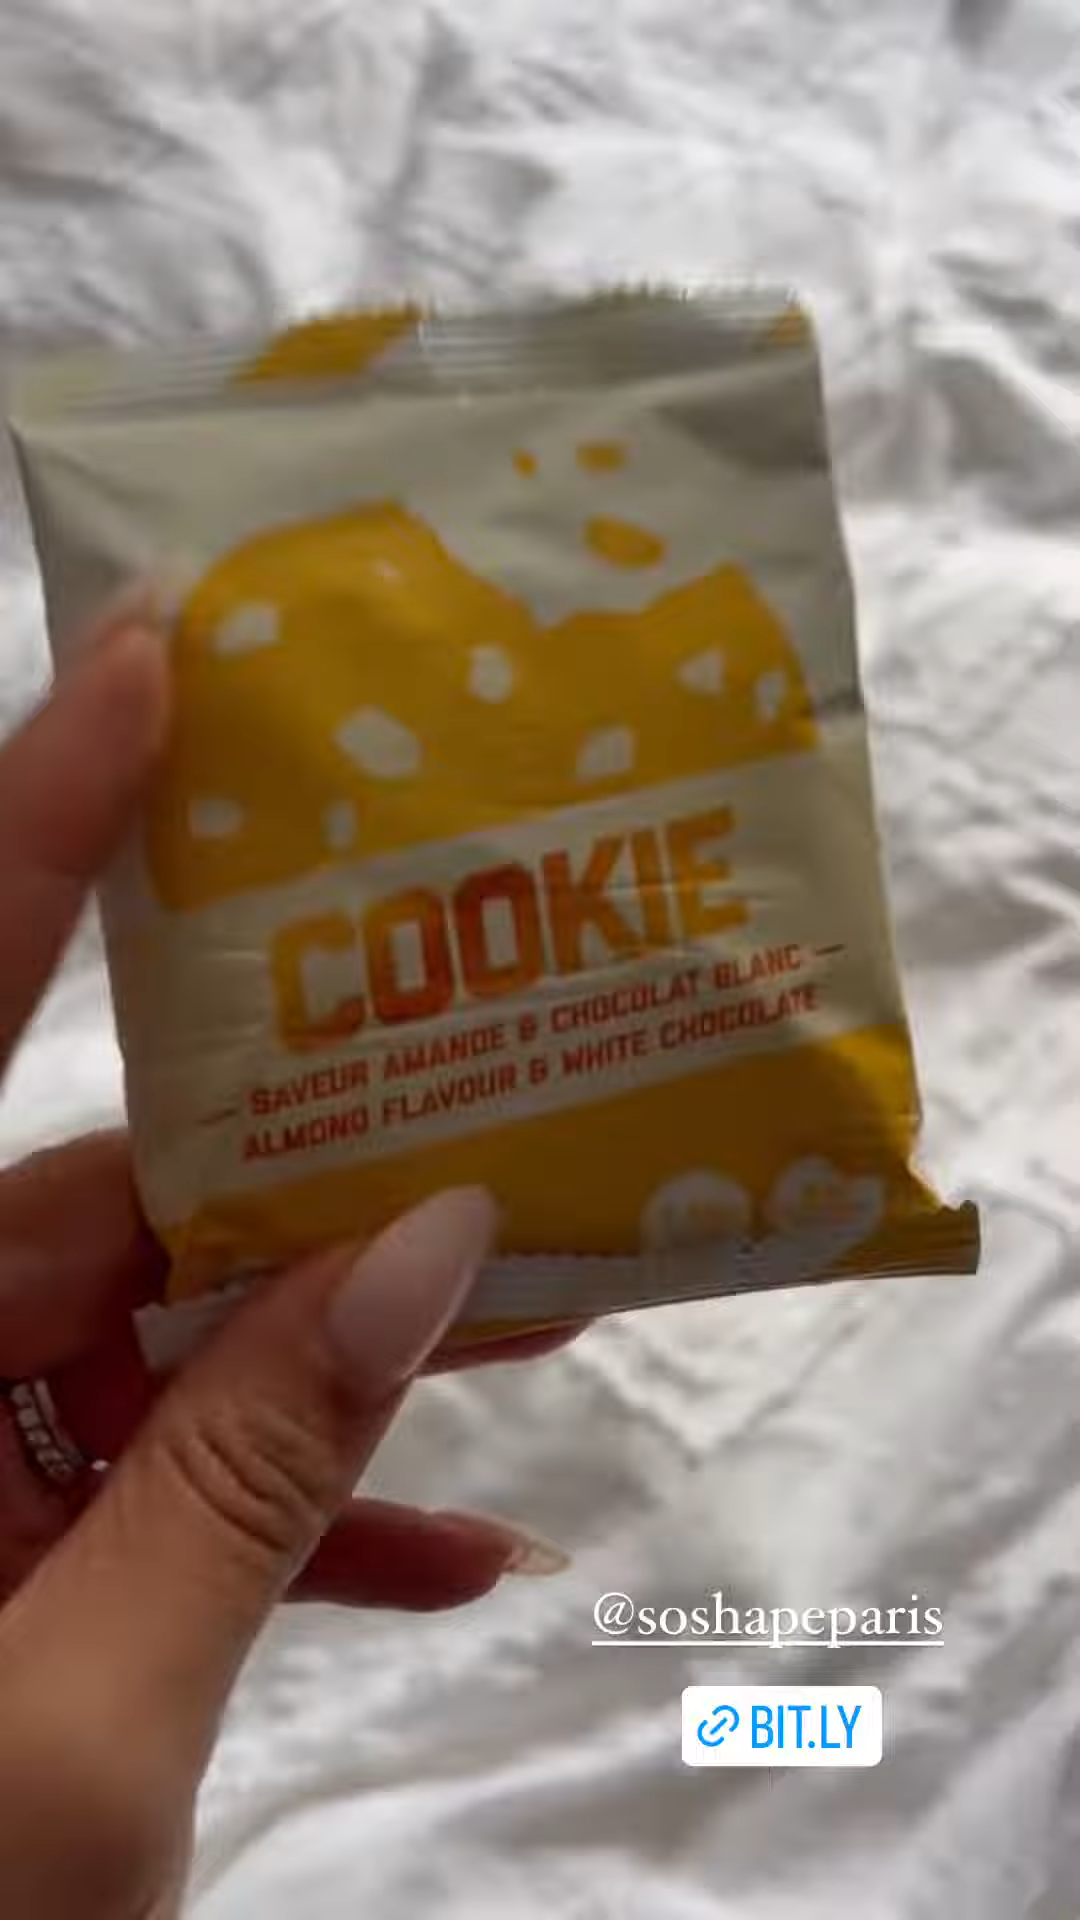 COOKIE
— SAVEUR AMANDE & CHOCOLAT BLANC —
ALMOND FLAVOUR & WHITE CHOCOLATE
@soshapeparis
BIT.LY